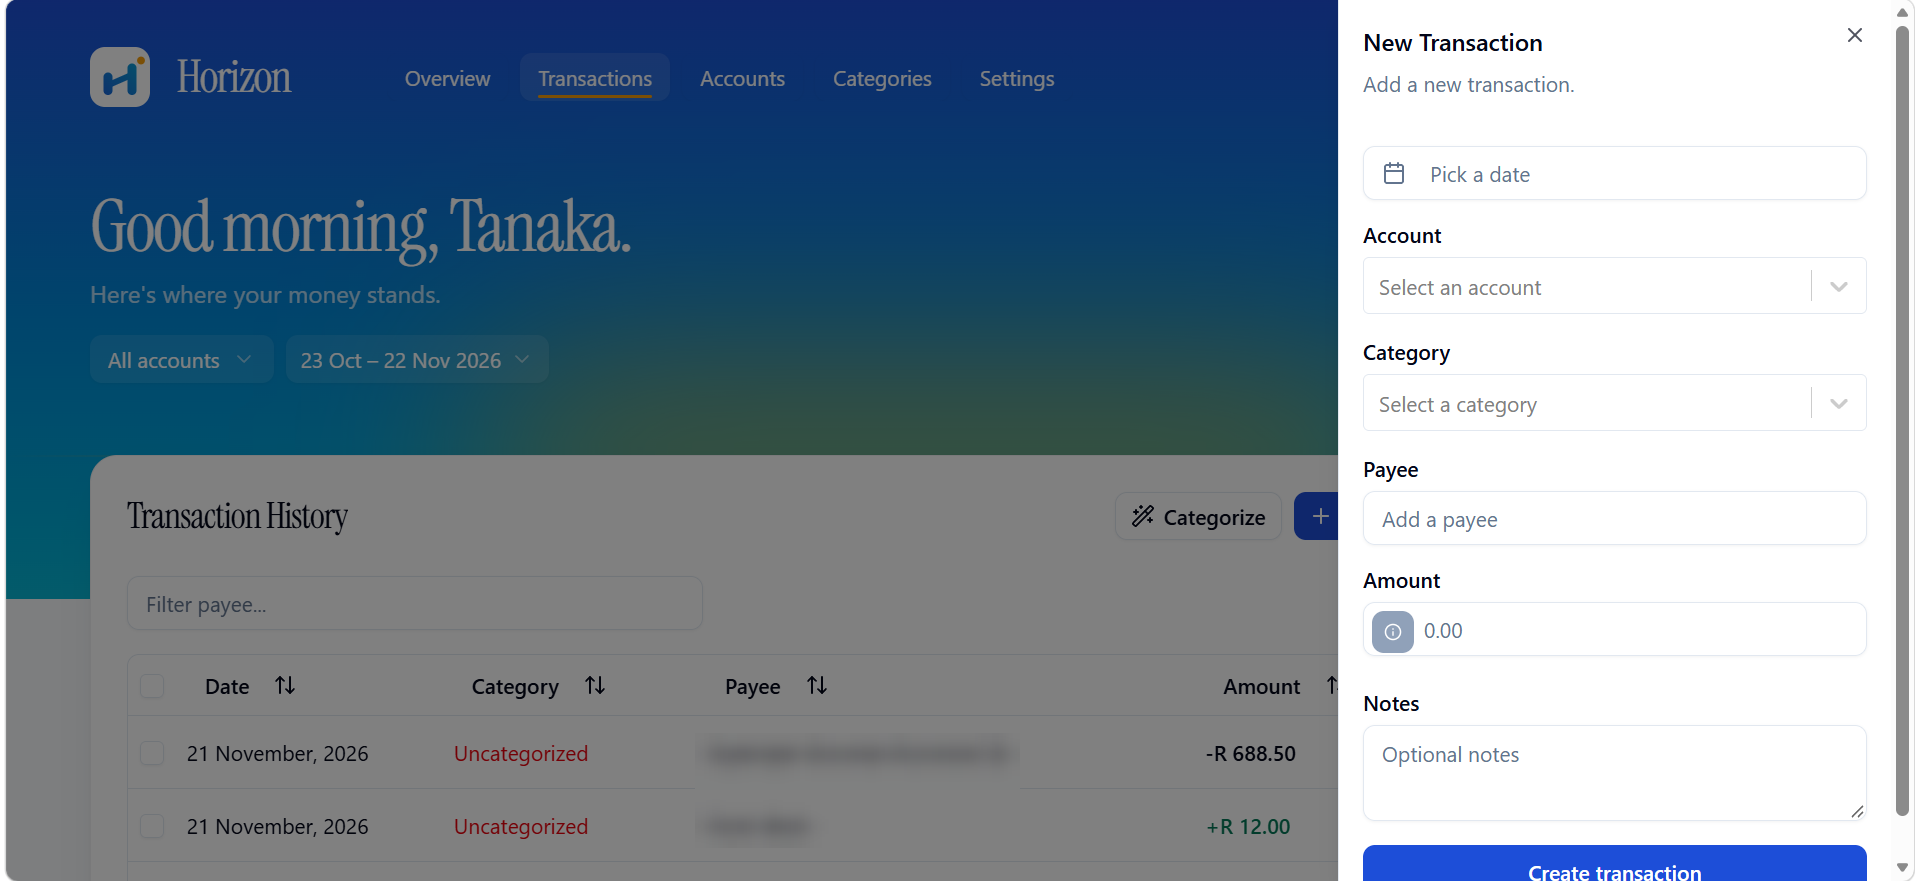 Horizon
Overview
Transactions
Accounts
Categories
Settings
Good morning, Tanaka.
Here's where your money stands.
All accounts
23 Oct – 22 Nov 2026
Transaction History
Categorize
Filter payee...
Date
Category
Payee
Amount
21 November, 2026
Uncategorized
-R 688.50
21 November, 2026
Uncategorized
+R 12.00
New Transaction
Add a new transaction.
Pick a date
Account
Select an account
Category
Select a category
Payee
Add a payee
Amount
0.00
Notes
Optional notes
Create transaction